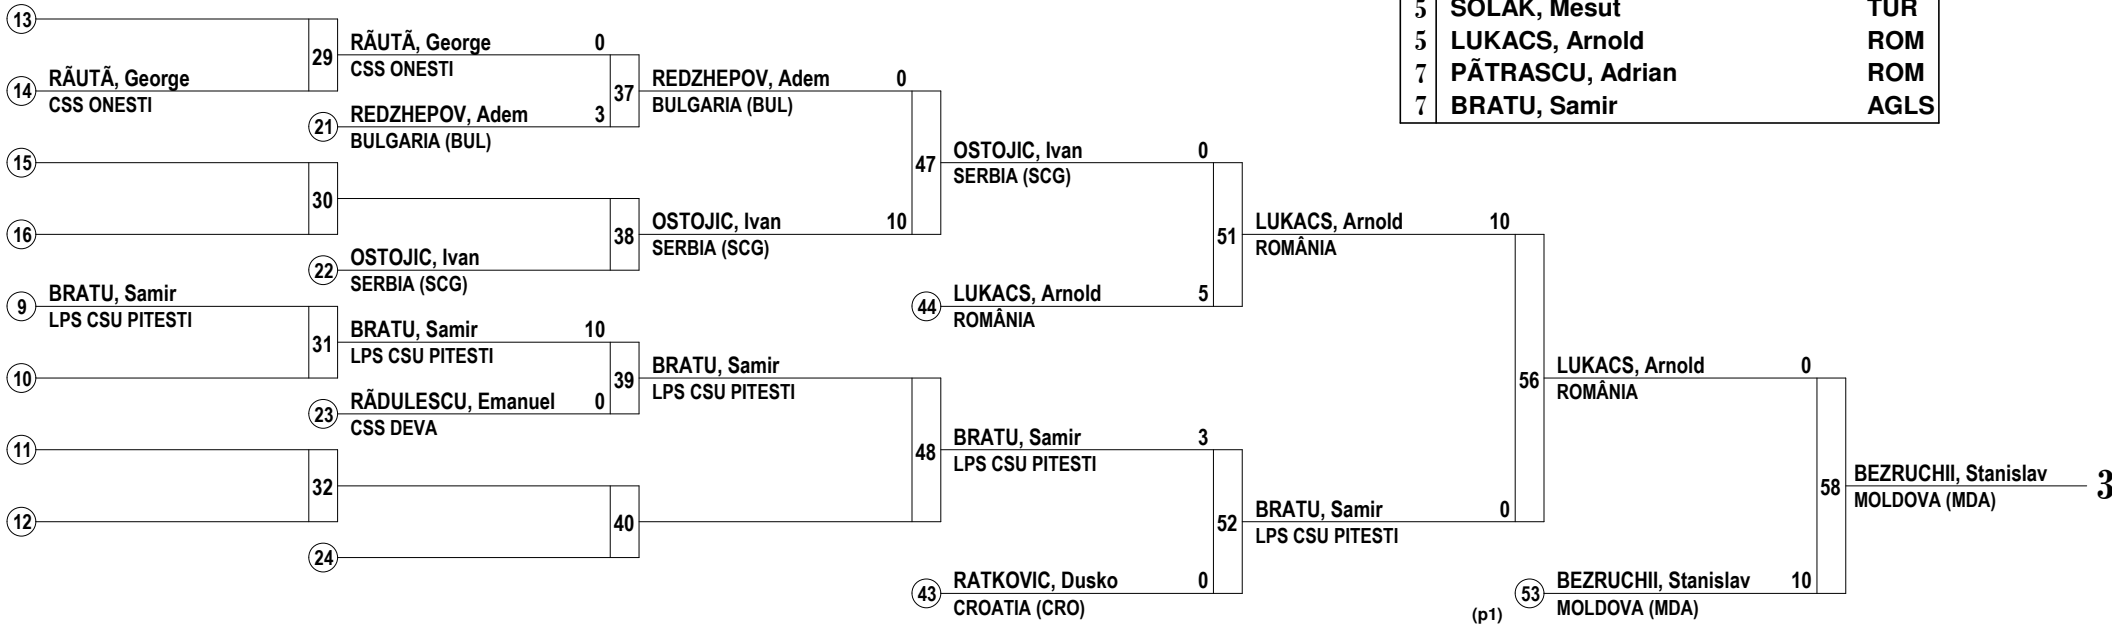 5 SOLAK, Mesut TUR
5 LUKACS, Arnold ROM
7 PÃTRASCU, Adrian ROM
7 BRATU, Samir AGLS
13
29
RÃUTÃ, George 0
CSS ONESTI
14
RÃUTÃ, George
CSS ONESTI
37
REDZHEPOV, Adem 0
BULGARIA (BUL)
21
REDZHEPOV, Adem 3
BULGARIA (BUL)
15
47
OSTOJIC, Ivan 0
SERBIA (SCG)
30
16
38
OSTOJIC, Ivan 10
SERBIA (SCG)
51
LUKACS, Arnold 10
ROMÂNIA
22
OSTOJIC, Ivan
SERBIA (SCG)
9
BRATU, Samir
LPS CSU PITESTI
44
LUKACS, Arnold 5
ROMÂNIA
31
BRATU, Samir 10
LPS CSU PITESTI
10
39
BRATU, Samir
LPS CSU PITESTI
56
LUKACS, Arnold 0
ROMÂNIA
23
RÃDULESCU, Emanuel 0
CSS DEVA
11
48
BRATU, Samir 3
LPS CSU PITESTI
32
58
BEZRUCHII, Stanislav 3
MOLDOVA (MDA)
12
40
52
BRATU, Samir 0
LPS CSU PITESTI
24
43
RATKOVIC, Dusko 0
CROATIA (CRO)
(p1)
53
BEZRUCHII, Stanislav 10
MOLDOVA (MDA)